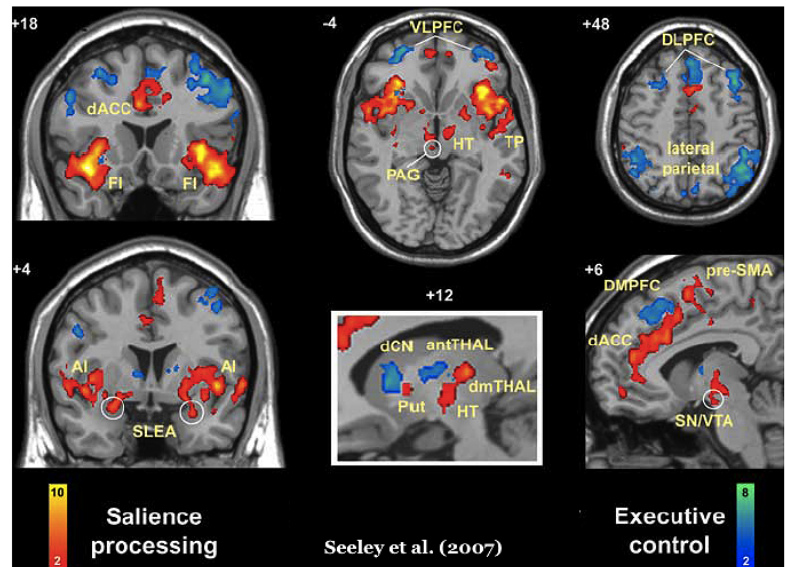 +18
dACC
FI
FI
-4
VLPFC
HT
TP
PAG
+48
DLPFC
lateral
parietal
+4
AI
AI
SLEA
+12
dCN
antTHAL
dmTHAL
Put
HT
+6
pre-SMA
DMPFC
dACC
SN/VTA
10
2
Salience
processing
Seeley et al. (2007)
Executive
control
8
2